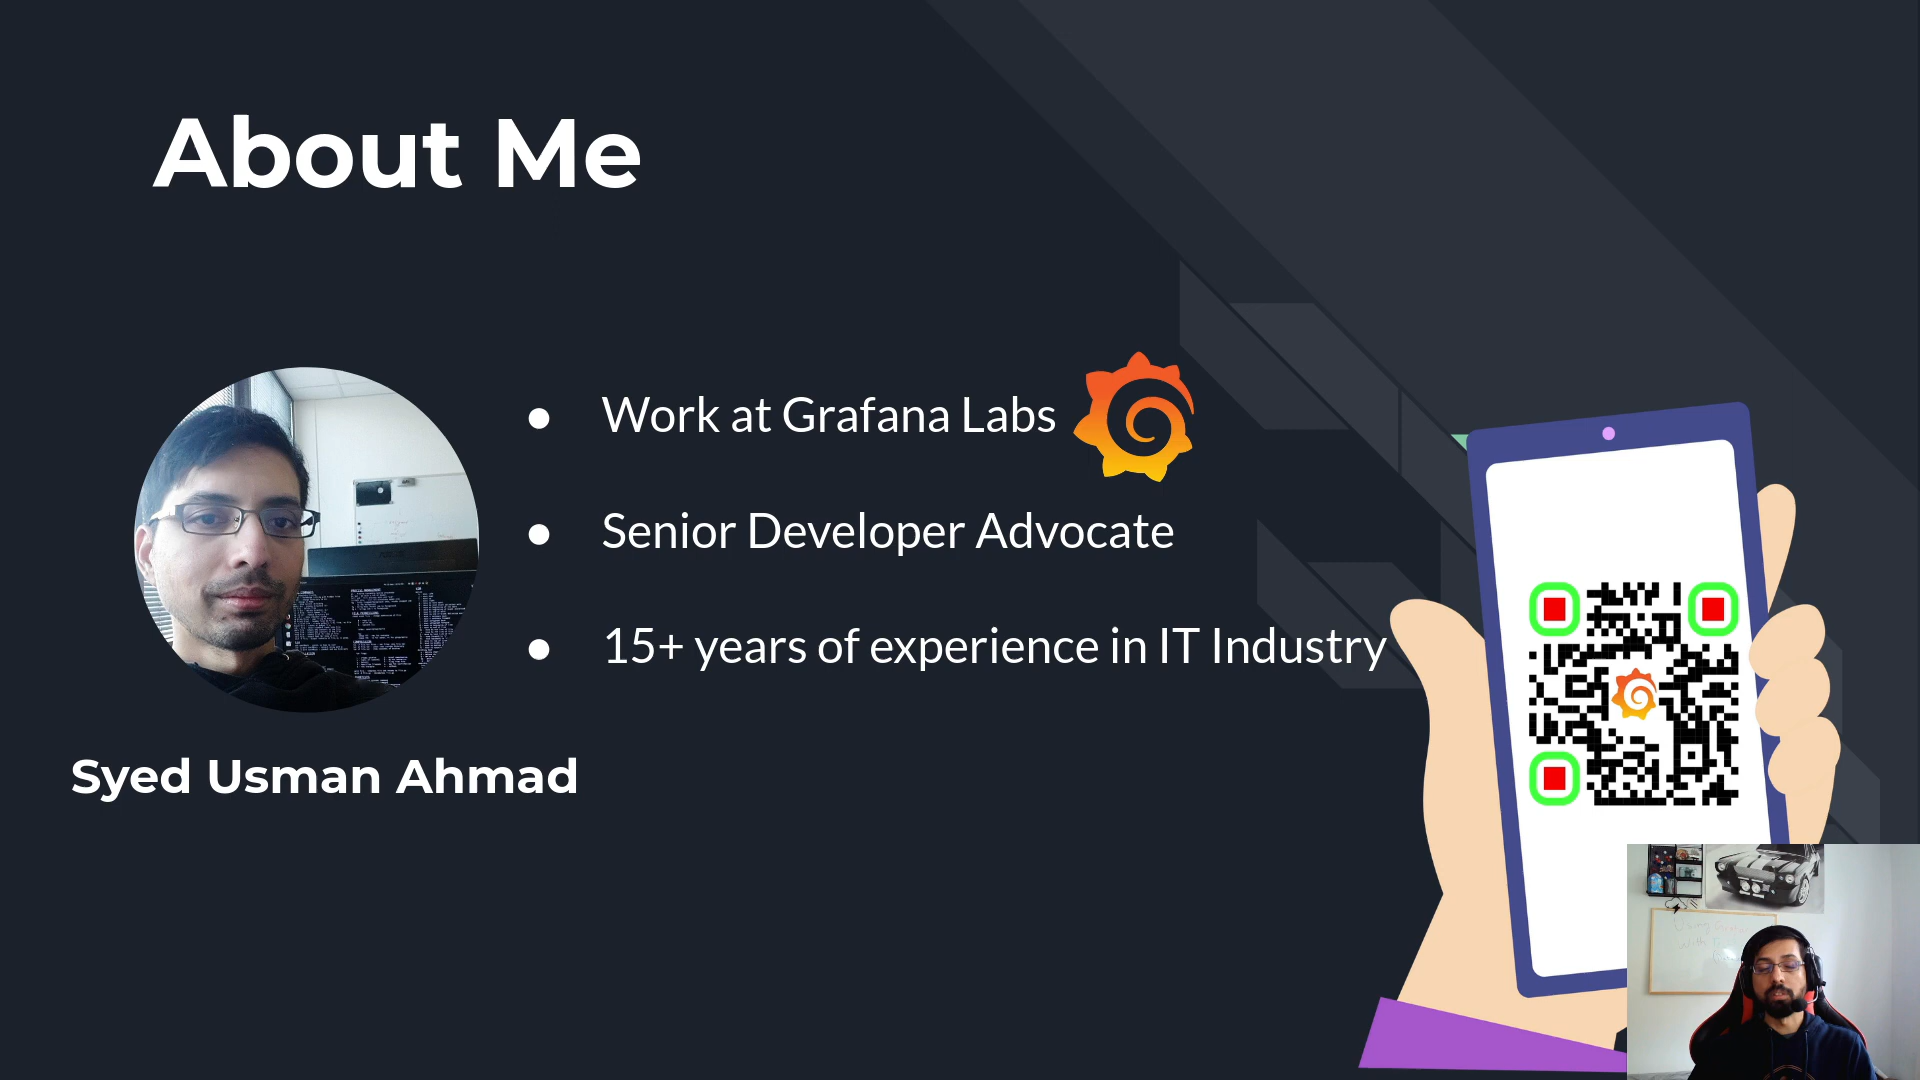 About Me
● Work at Grafana Labs
● Senior Developer Advocate
● 15+ years of experience in IT Industry
Syed Usman Ahmad